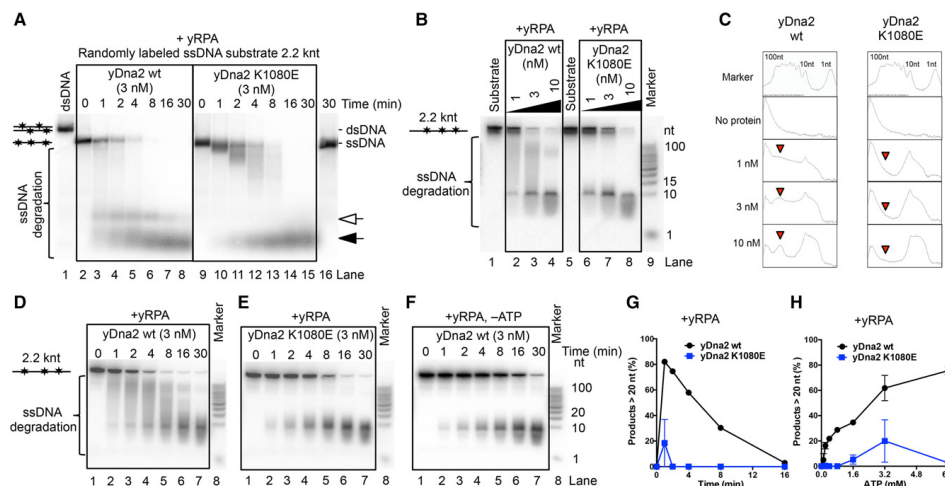 A
+ yRPA
Randomly labeled ssDNA substrate 2.2 knt
dsDNA
yDna2 wt (3 nM)
yDna2 K1080E (3 nM)
0 1 2 4 8 16 30 0 1 2 4 8 16 30 30 Time (min)
dsDNA
ssDNA
ssDNA degradation
1 2 3 4 5 6 7 8 9 10 11 12 13 14 15 16 Lane
B
+yRPA +yRPA
Substrate
yDna2 wt (nM)
1 3 10
Substrate
yDna2 K1080E (nM)
1 3 10
Marker
2.2 knt
nt
100
15
10
1
ssDNA degradation
1 2 3 4 5 6 7 8 9 Lane
C
yDna2 wt
yDna2 K1080E
Marker
100nt 10nt 1nt
100nt 10nt 1nt
No protein
1 nM
3 nM
10 nM
D
+yRPA
yDna2 wt (3 nM)
0 1 2 4 8 16 30
Marker
2.2 knt
ssDNA degradation
1 2 3 4 5 6 7 8
E
+yRPA
yDna2 K1080E (3 nM)
0 1 2 4 8 16 30
Marker
1 2 3 4 5 6 7 8
F
+yRPA, –ATP
yDna2 wt (3 nM)
0 1 2 4 8 16 30
Marker
Time (min)
nt
100
20
10
1
1 2 3 4 5 6 7 8 Lane
G
+yRPA
yDna2 wt
yDna2 K1080E
Products > 20 nt (%)
100
80
60
40
20
0
0 4 8 12 16
Time (min)
H
+yRPA
yDna2 wt
yDna2 K1080E
Products > 20 nt (%)
100
80
60
40
20
0
0.0 1.6 3.2 4.8
ATP (mM)